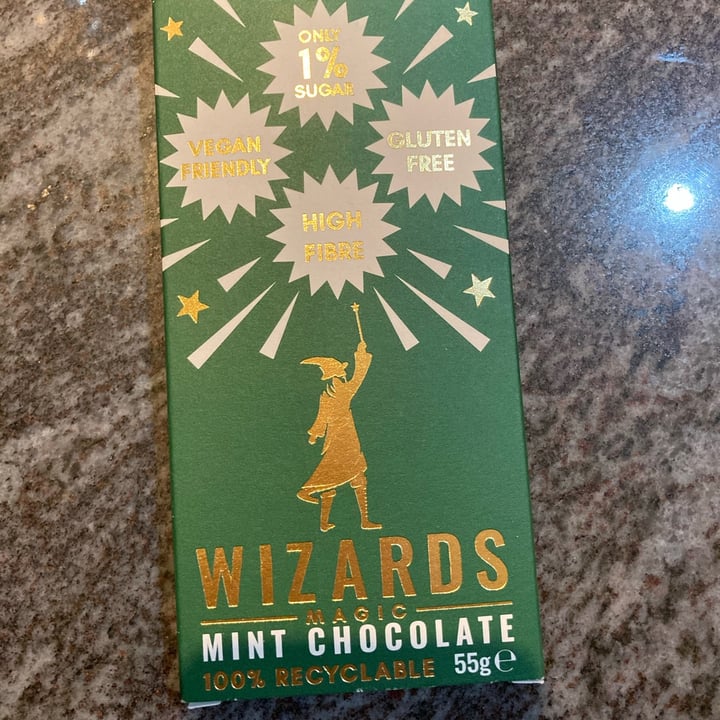 ONLY
1%
SUGAR
VEGAN
FRIENDLY
GLUTEN
FREE
HIGH
FIBRE
WIZARDS
MAGIC
MINT CHOCOLATE
100% RECYCLABLE 55g ℮